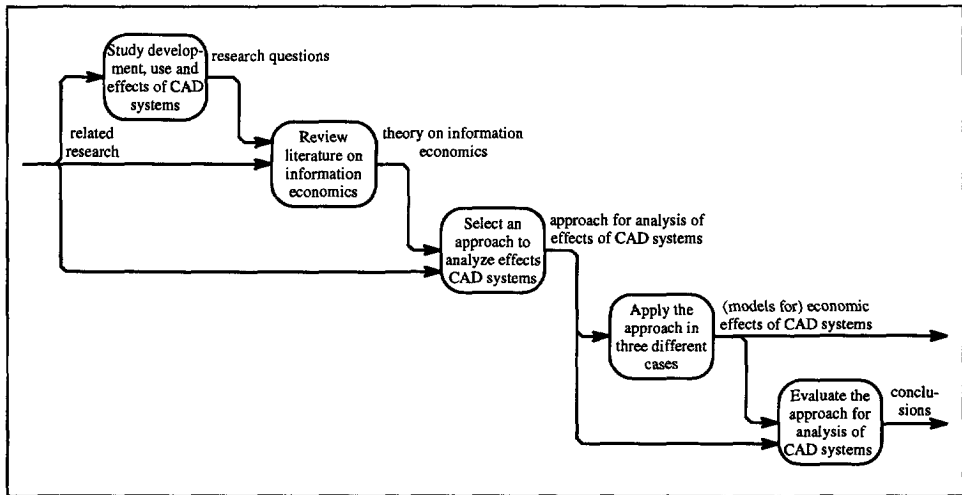 Study develop-
ment, use and
effects of CAD
systems
research questions
related
research
Review
literature on
information
economics
theory on information
economics
Select an
approach to
analyze effects
CAD systems
approach for analysis of
effects of CAD systems
Apply the
approach in
three different
cases
(models for) economic
effects of CAD systems
Evaluate the
approach for
analysis of
CAD systems
conclu-
sions